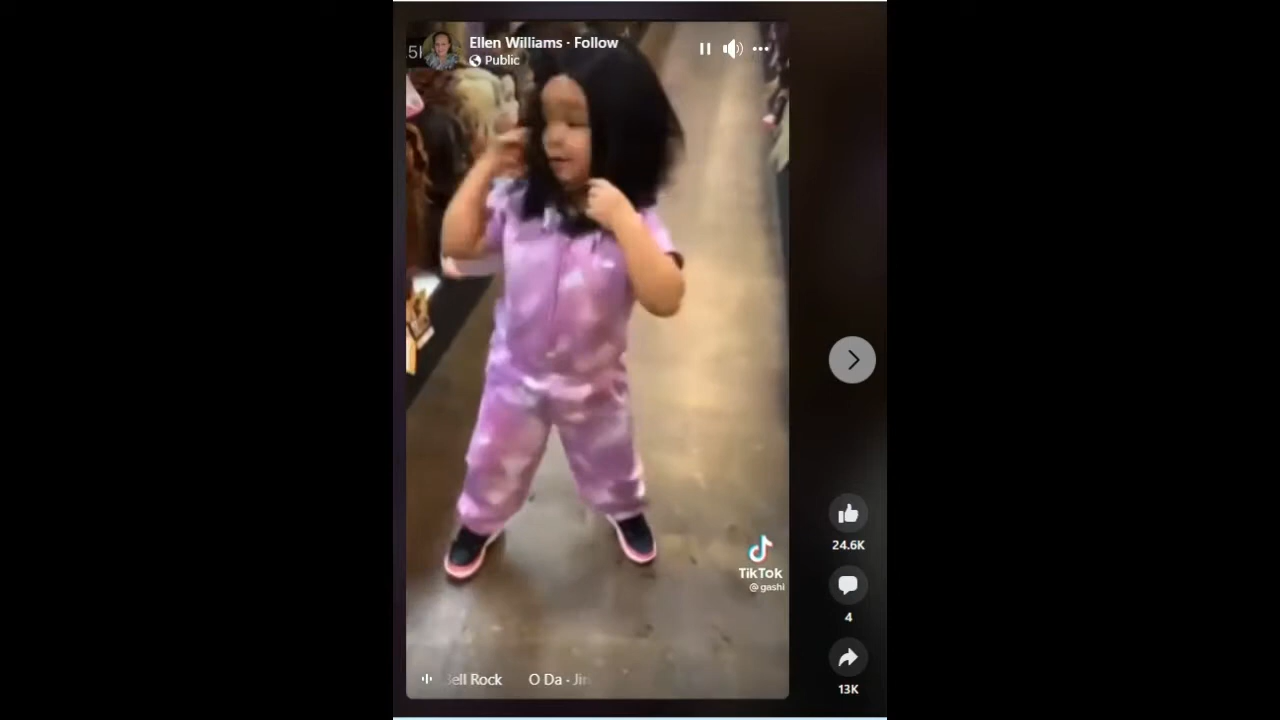 Ellen Williams · Follow
Public
TikTok
@gashi
24.6K
4
13K
ell Rock O Da - Jin